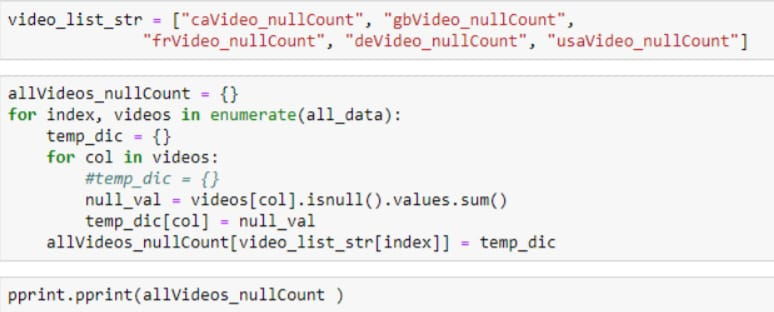 video_list_str = ["caVideo_nullCount", "gbVideo_nullCount",
"frVideo_nullCount", "deVideo_nullCount", "usaVideo_nullCount"]
allVideos_nullCount = {}
for index, videos in enumerate(all_data):
temp_dic = {}
for col in videos:
#temp_dic = {}
null_val = videos[col].isnull().values.sum()
temp_dic[col] = null_val
allVideos_nullCount[video_list_str[index]] = temp_dic
pprint.pprint(allVideos_nullCount )